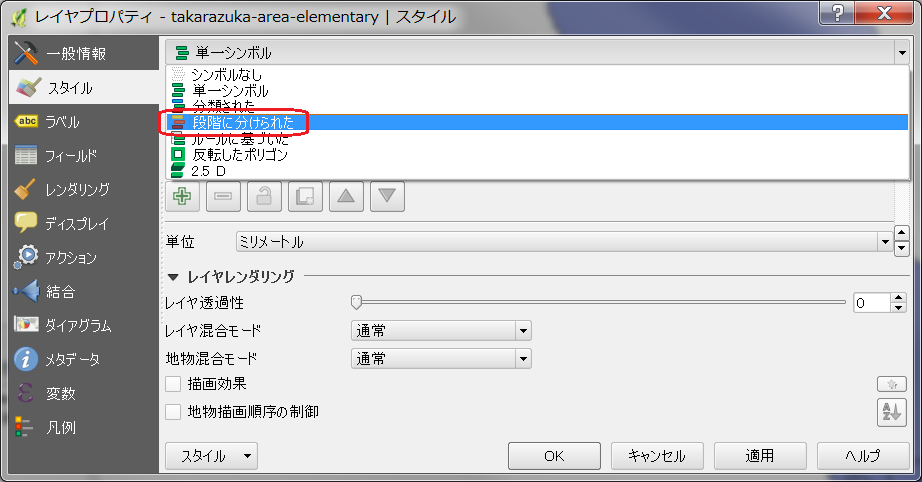 レイヤプロパティ - takarazuka-area-elementary | スタイル
一般情報
スタイル
abc ラベル
フィールド
レンダリング
ディスプレイ
アクション
結合
ダイアグラム
メタデータ
変数
凡例
単一シンボル
シンボルなし
単一シンボル
分類された
段階に分けられた
ルールに基づいた
反転したポリゴン
2.5 D
単位 ミリメートル
レイヤレンダリング
レイヤ透過性 0
レイヤ混合モード 通常
地物混合モード 通常
描画効果
地物描画順序の制御
スタイル OK キャンセル 適用 ヘルプ